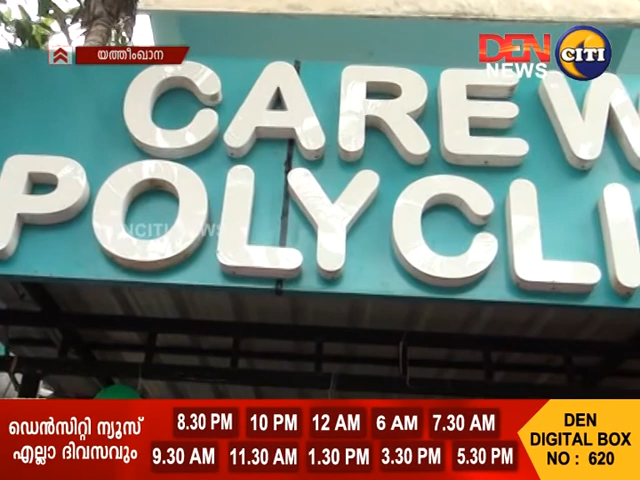 യത്തീംഖാന
DEN
NEWS
CITI
CAREW
POLYCLI
ഡെൻസിറ്റി ന്യൂസ്
എല്ലാ ദിവസവും
8.30 PM 10 PM 12 AM 6 AM 7.30 AM
9.30 AM 11.30 AM 1.30 PM 3.30 PM 5.30 PM
DEN
DIGITAL BOX
NO : 620